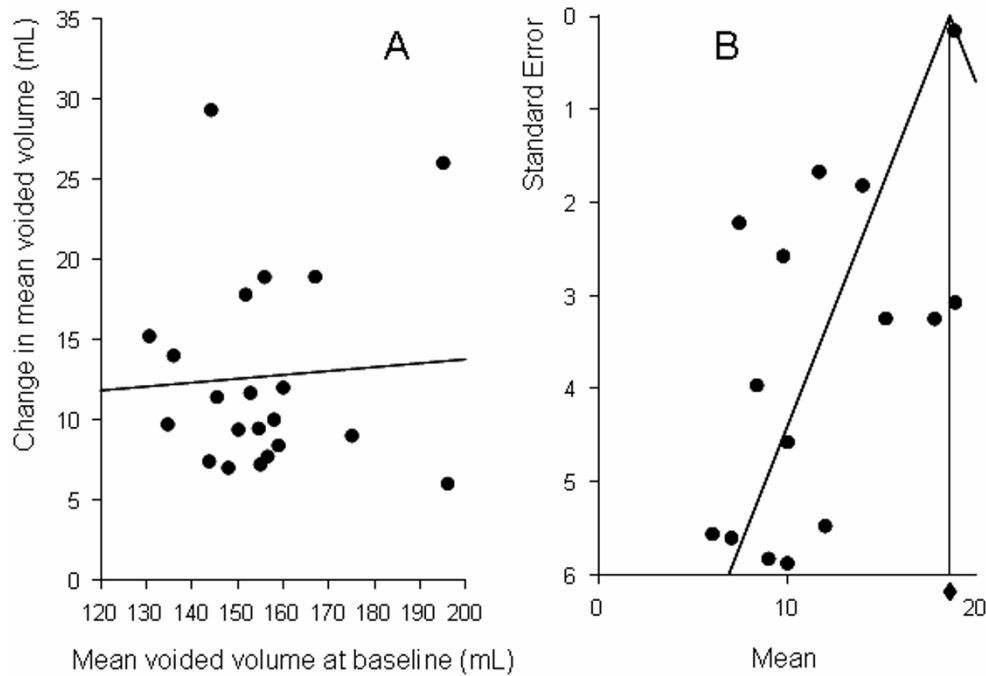 A
Change in mean voided volume (mL)
35
30
25
20
15
10
5
0
120 130 140 150 160 170 180 190 200
Mean voided volume at baseline (mL)
B
Standard Error
0
1
2
3
4
5
6
0 10 20
Mean